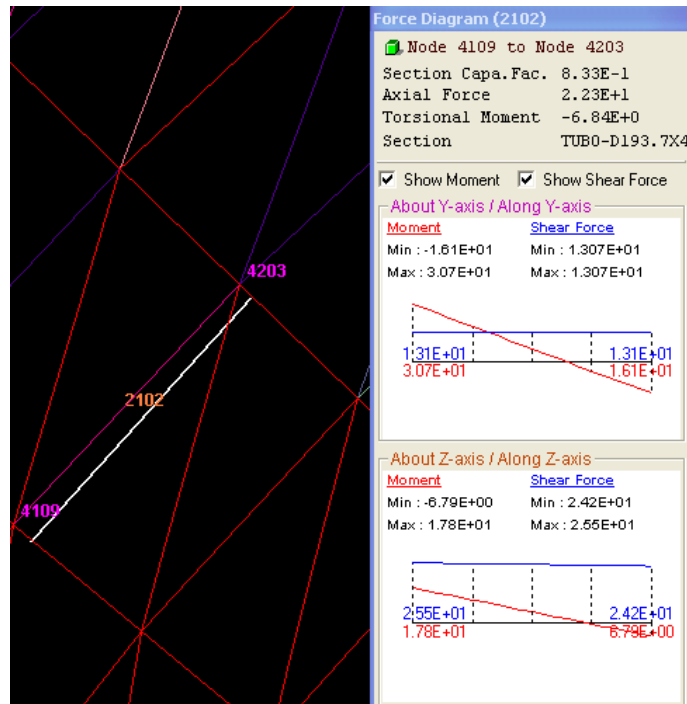 4203
2102
4109
Force Diagram (2102)
Node 4109 to Node 4203
Section Capa.Fac. 8.33E-1
Axial Force 2.23E+1
Torsional Moment -6.84E+0
Section TUBO-D193.7X4
Show Moment Show Shear Force
About Y-axis / Along Y-axis
Moment Shear Force
Min : -1.61E+01 Min : 1.307E+01
Max : 3.07E+01 Max : 1.307E+01
1.31E+01 1.31E+01
3.07E+01 1.61E+01
About Z-axis / Along Z-axis
Moment Shear Force
Min : -6.79E+00 Min : 2.42E+01
Max : 1.78E+01 Max : 2.55E+01
2.55E+01 2.42E+01
1.78E+01 6.79E+00